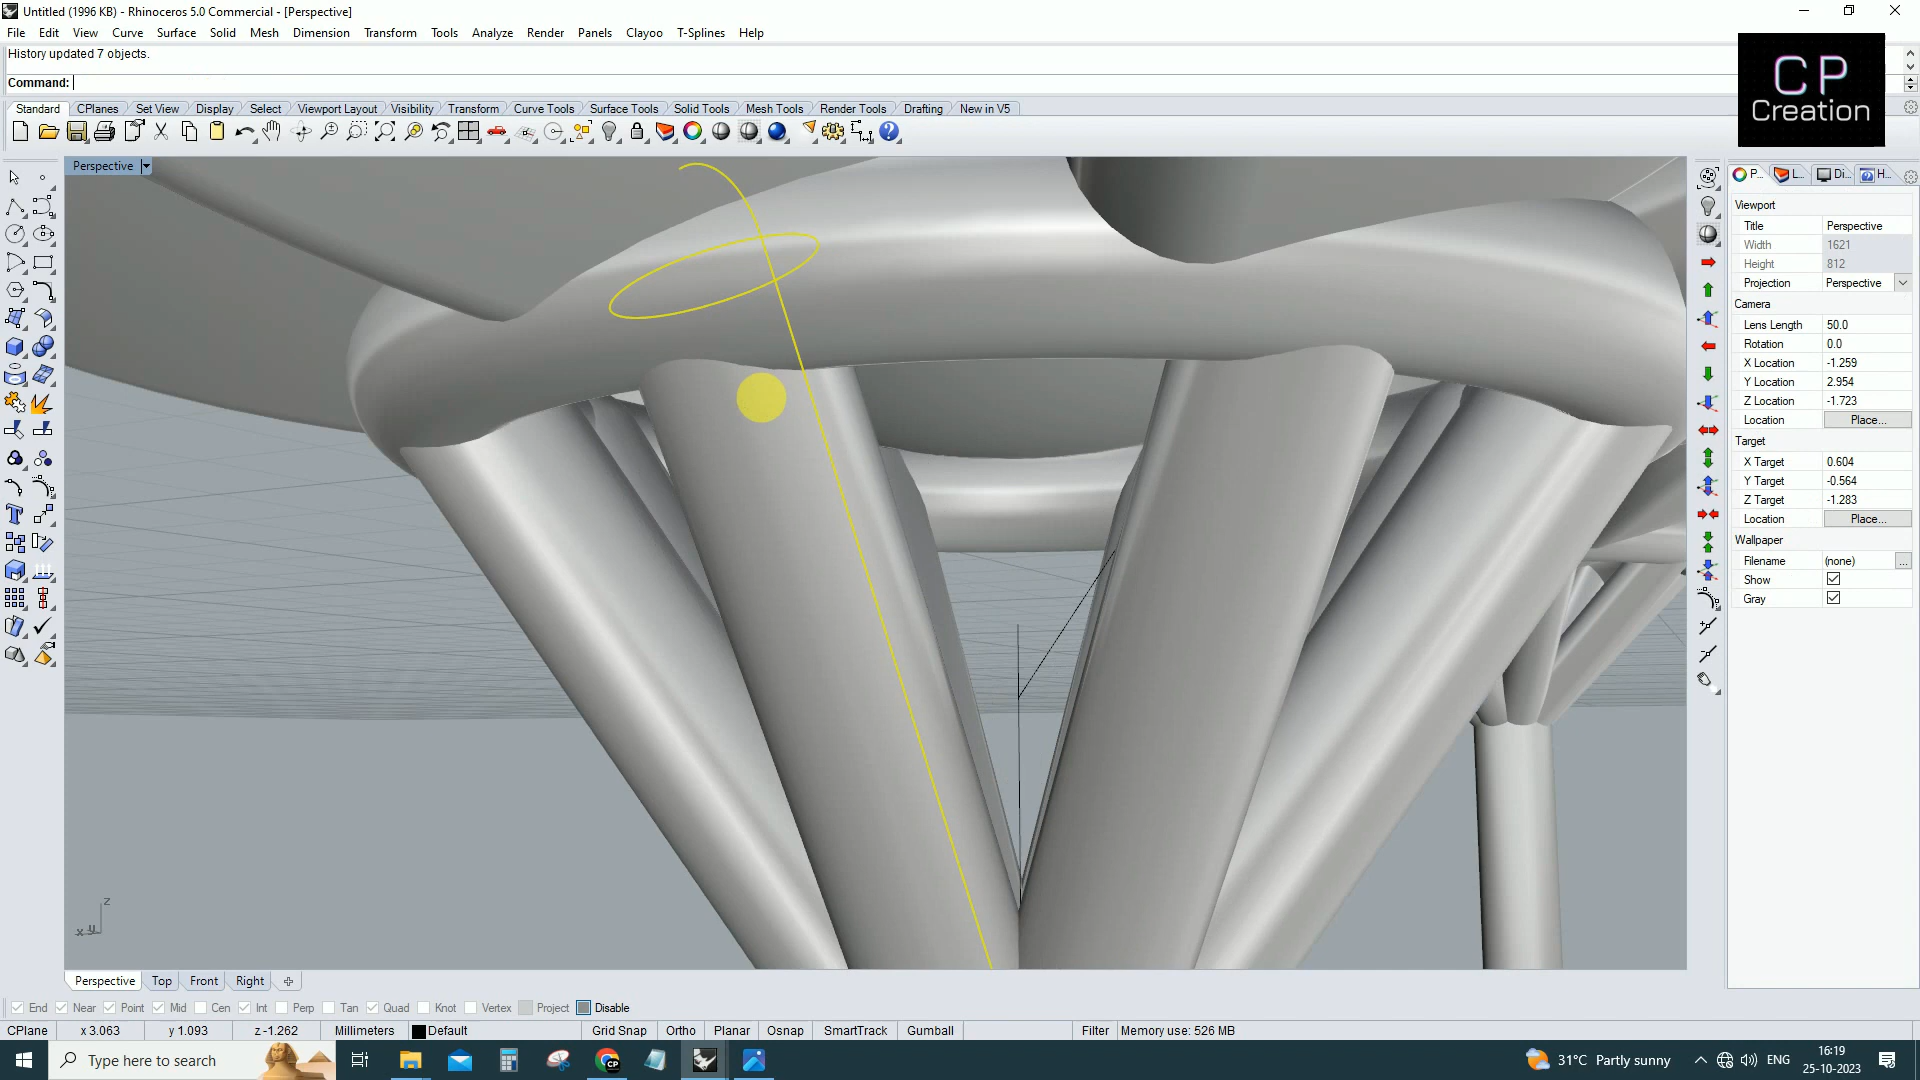 Untitled (1996 KB) - Rhinoceros 5.0 Commercial - [Perspective]
File Edit View Curve Surface Solid Mesh Dimension Transform Tools Analyze Render Panels Clayoo T-Splines Help
History updated 7 objects.
Command:
CP
Creation
Standard CPlanes Set View Display Select Viewport Layout Visibility Transform Curve Tools Surface Tools Solid Tools Mesh Tools Render Tools Drafting New in V5
Perspective
P... L... Di... H...
Viewport
Title Perspective
Width 1621
Height 812
Projection Perspective
Camera
Lens Length 50.0
Rotation 0.0
X Location -1.259
Y Location 2.954
Z Location -1.723
Location Place...
Target
X Target 0.604
Y Target -0.564
Z Target -1.283
Location Place...
Wallpaper
Filename (none) ...
Show
Gray
z
x y
Perspective Top Front Right
End Near Point Mid Cen Int Perp Tan Quad Knot Vertex Project Disable
CPlane x 3.063 y 1.093 z -1.262 Millimeters Default Grid Snap Ortho Planar Osnap SmartTrack Gumball Filter Memory use: 526 MB
Type here to search
CP
31°C Partly sunny
ENG
16:19
25-10-2023